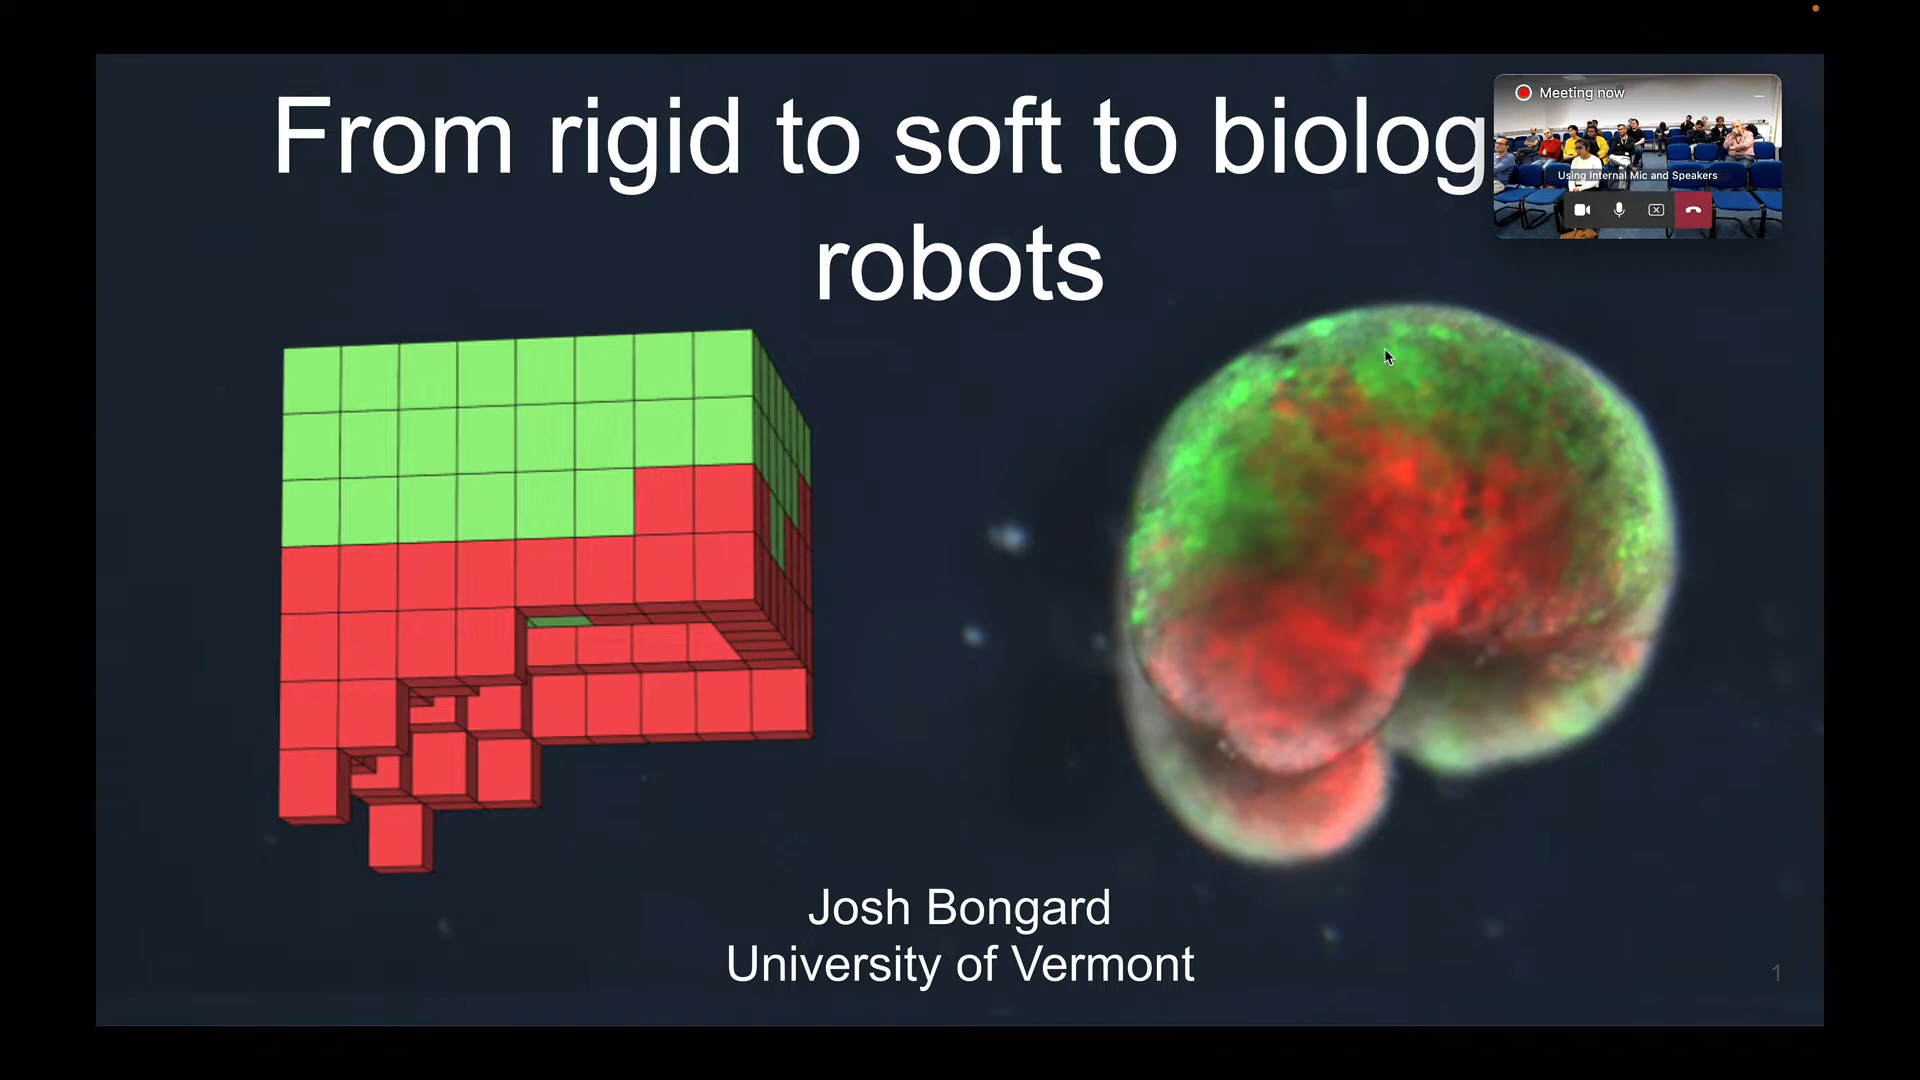 From rigid to soft to biolog
robots
Meeting now
Using Internal Mic and Speakers
Josh Bongard
University of Vermont
1